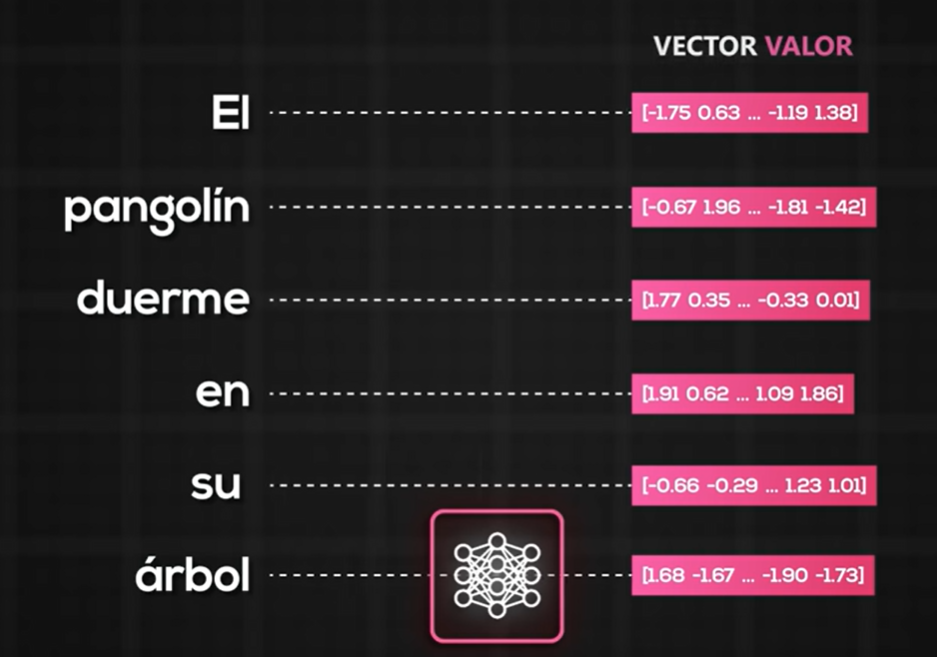 VECTOR VALOR
El [-1.75 0.63 ... -1.19 1.38]
pangolín [-0.67 1.96 ... -1.81 -1.42]
duerme [1.77 0.35 ... -0.33 0.01]
en [1.91 0.62 ... 1.09 1.86]
su [-0.66 -0.29 ... 1.23 1.01]
árbol [1.68 -1.67 ... -1.90 -1.73]